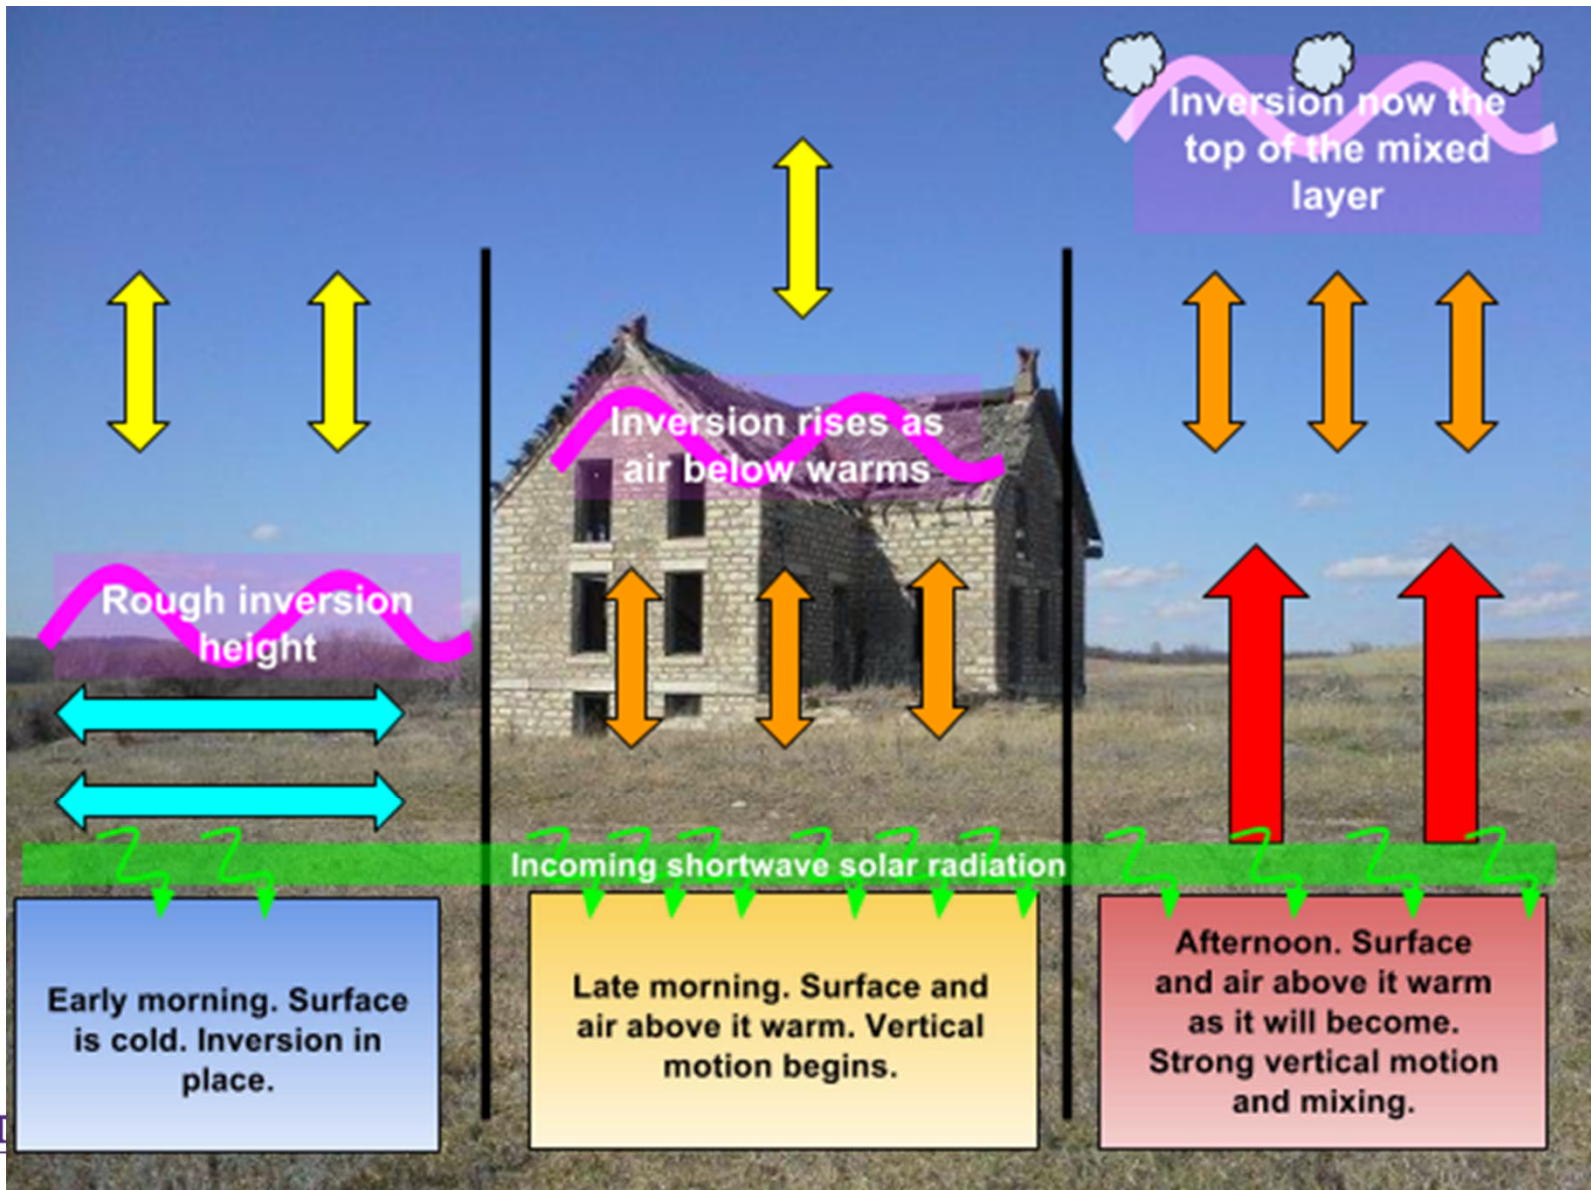 Inversion now the
top of the mixed
layer
Inversion rises as
air below warms
Rough inversion
height
Incoming shortwave solar radiation
Early morning. Surface
is cold. Inversion in
place.
Late morning. Surface and
air above it warm. Vertical
motion begins.
Afternoon. Surface
and air above it warm
as it will become.
Strong vertical motion
and mixing.